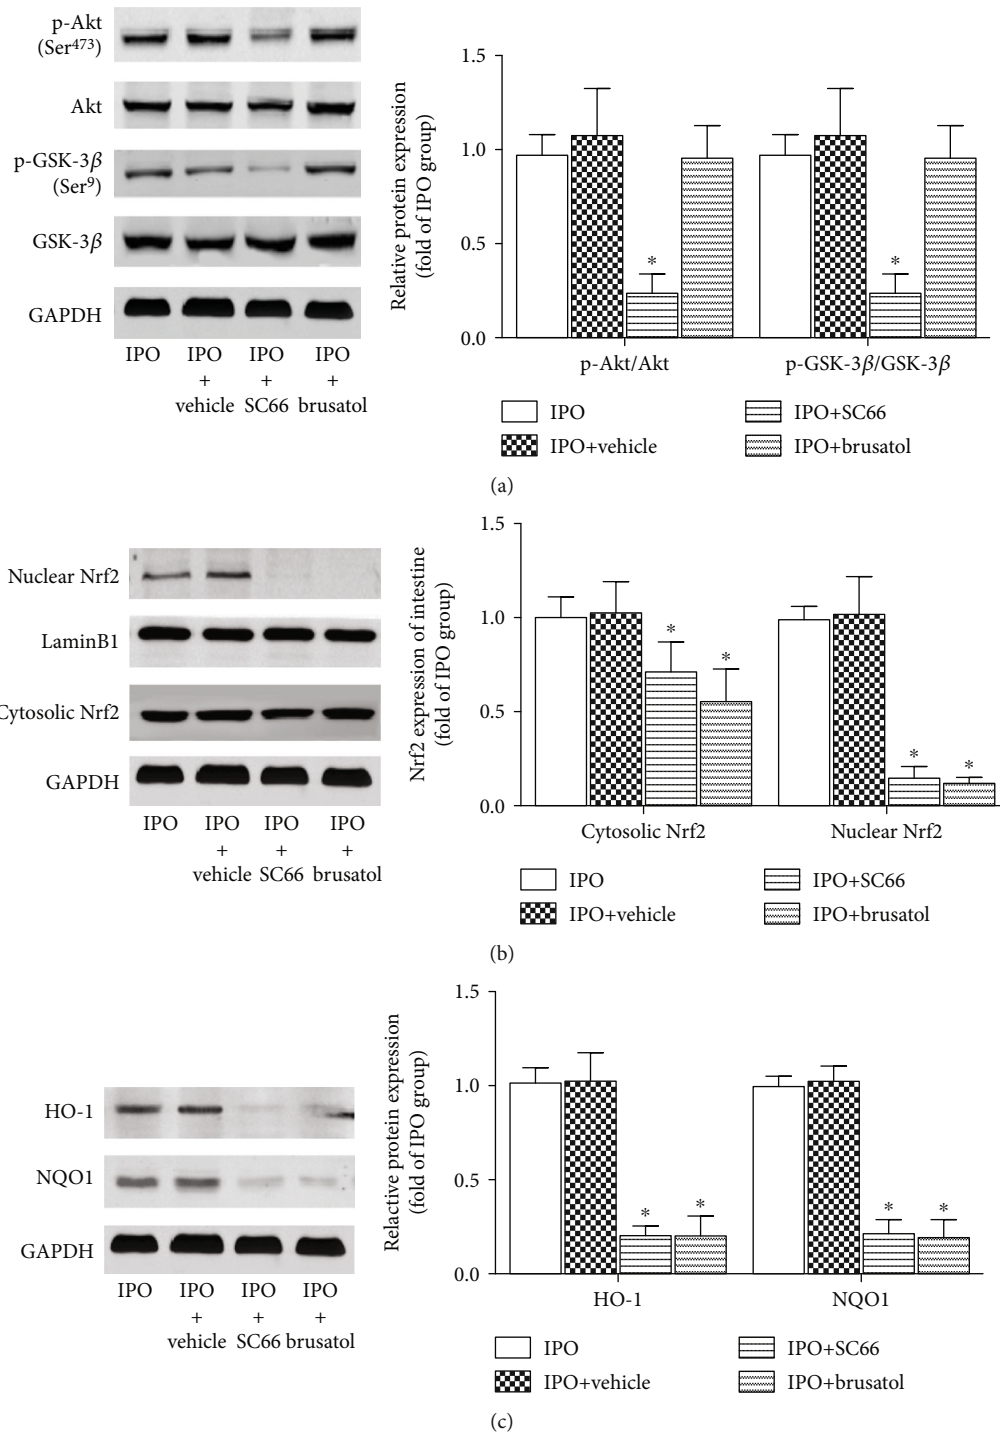 p-Akt
(Ser473)
Akt
p-GSK-3β
(Ser9)
GSK-3β
GAPDH
IPO IPO IPO IPO
+ + +
vehicle SC66 brusatol
Relative protein expression
(fold of IPO group)
1.5
1.0
0.5
0.0
* *
p-Akt/Akt p-GSK-3β/GSK-3β
IPO IPO+SC66
IPO+vehicle IPO+brusatol
(a)
Nuclear Nrf2
LaminB1
Cytosolic Nrf2
GAPDH
IPO IPO IPO IPO
+ + +
vehicle SC66 brusatol
Nrf2 expression of intestine
(fold of IPO group)
1.5
1.0
0.5
0.0
* * * *
Cytosolic Nrf2 Nuclear Nrf2
IPO IPO+SC66
IPO+vehicle IPO+brusatol
(b)
HO-1
NQO1
GAPDH
IPO IPO IPO IPO
+ + +
vehicle SC66 brusatol
Relactive protein expression
(fold of IPO group)
1.5
1.0
0.5
0.0
* * * *
HO-1 NQO1
IPO IPO+SC66
IPO+vehicle IPO+brusatol
(c)